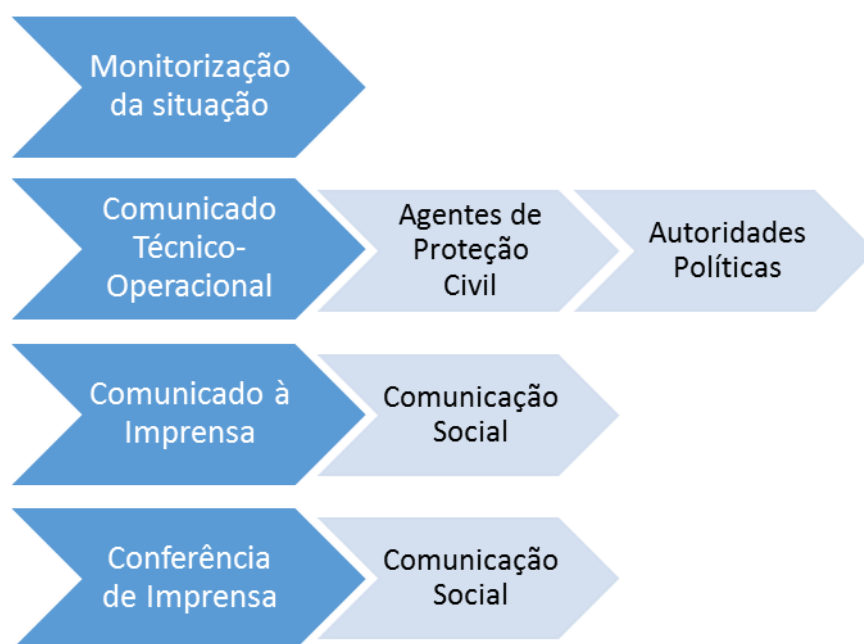 Monitorização
da situação
Comunicado
Técnico-
Operacional
Agentes de
Proteção
Civil
Autoridades
Políticas
Comunicado à
Imprensa
Comunicação
Social
Conferência
de Imprensa
Comunicação
Social